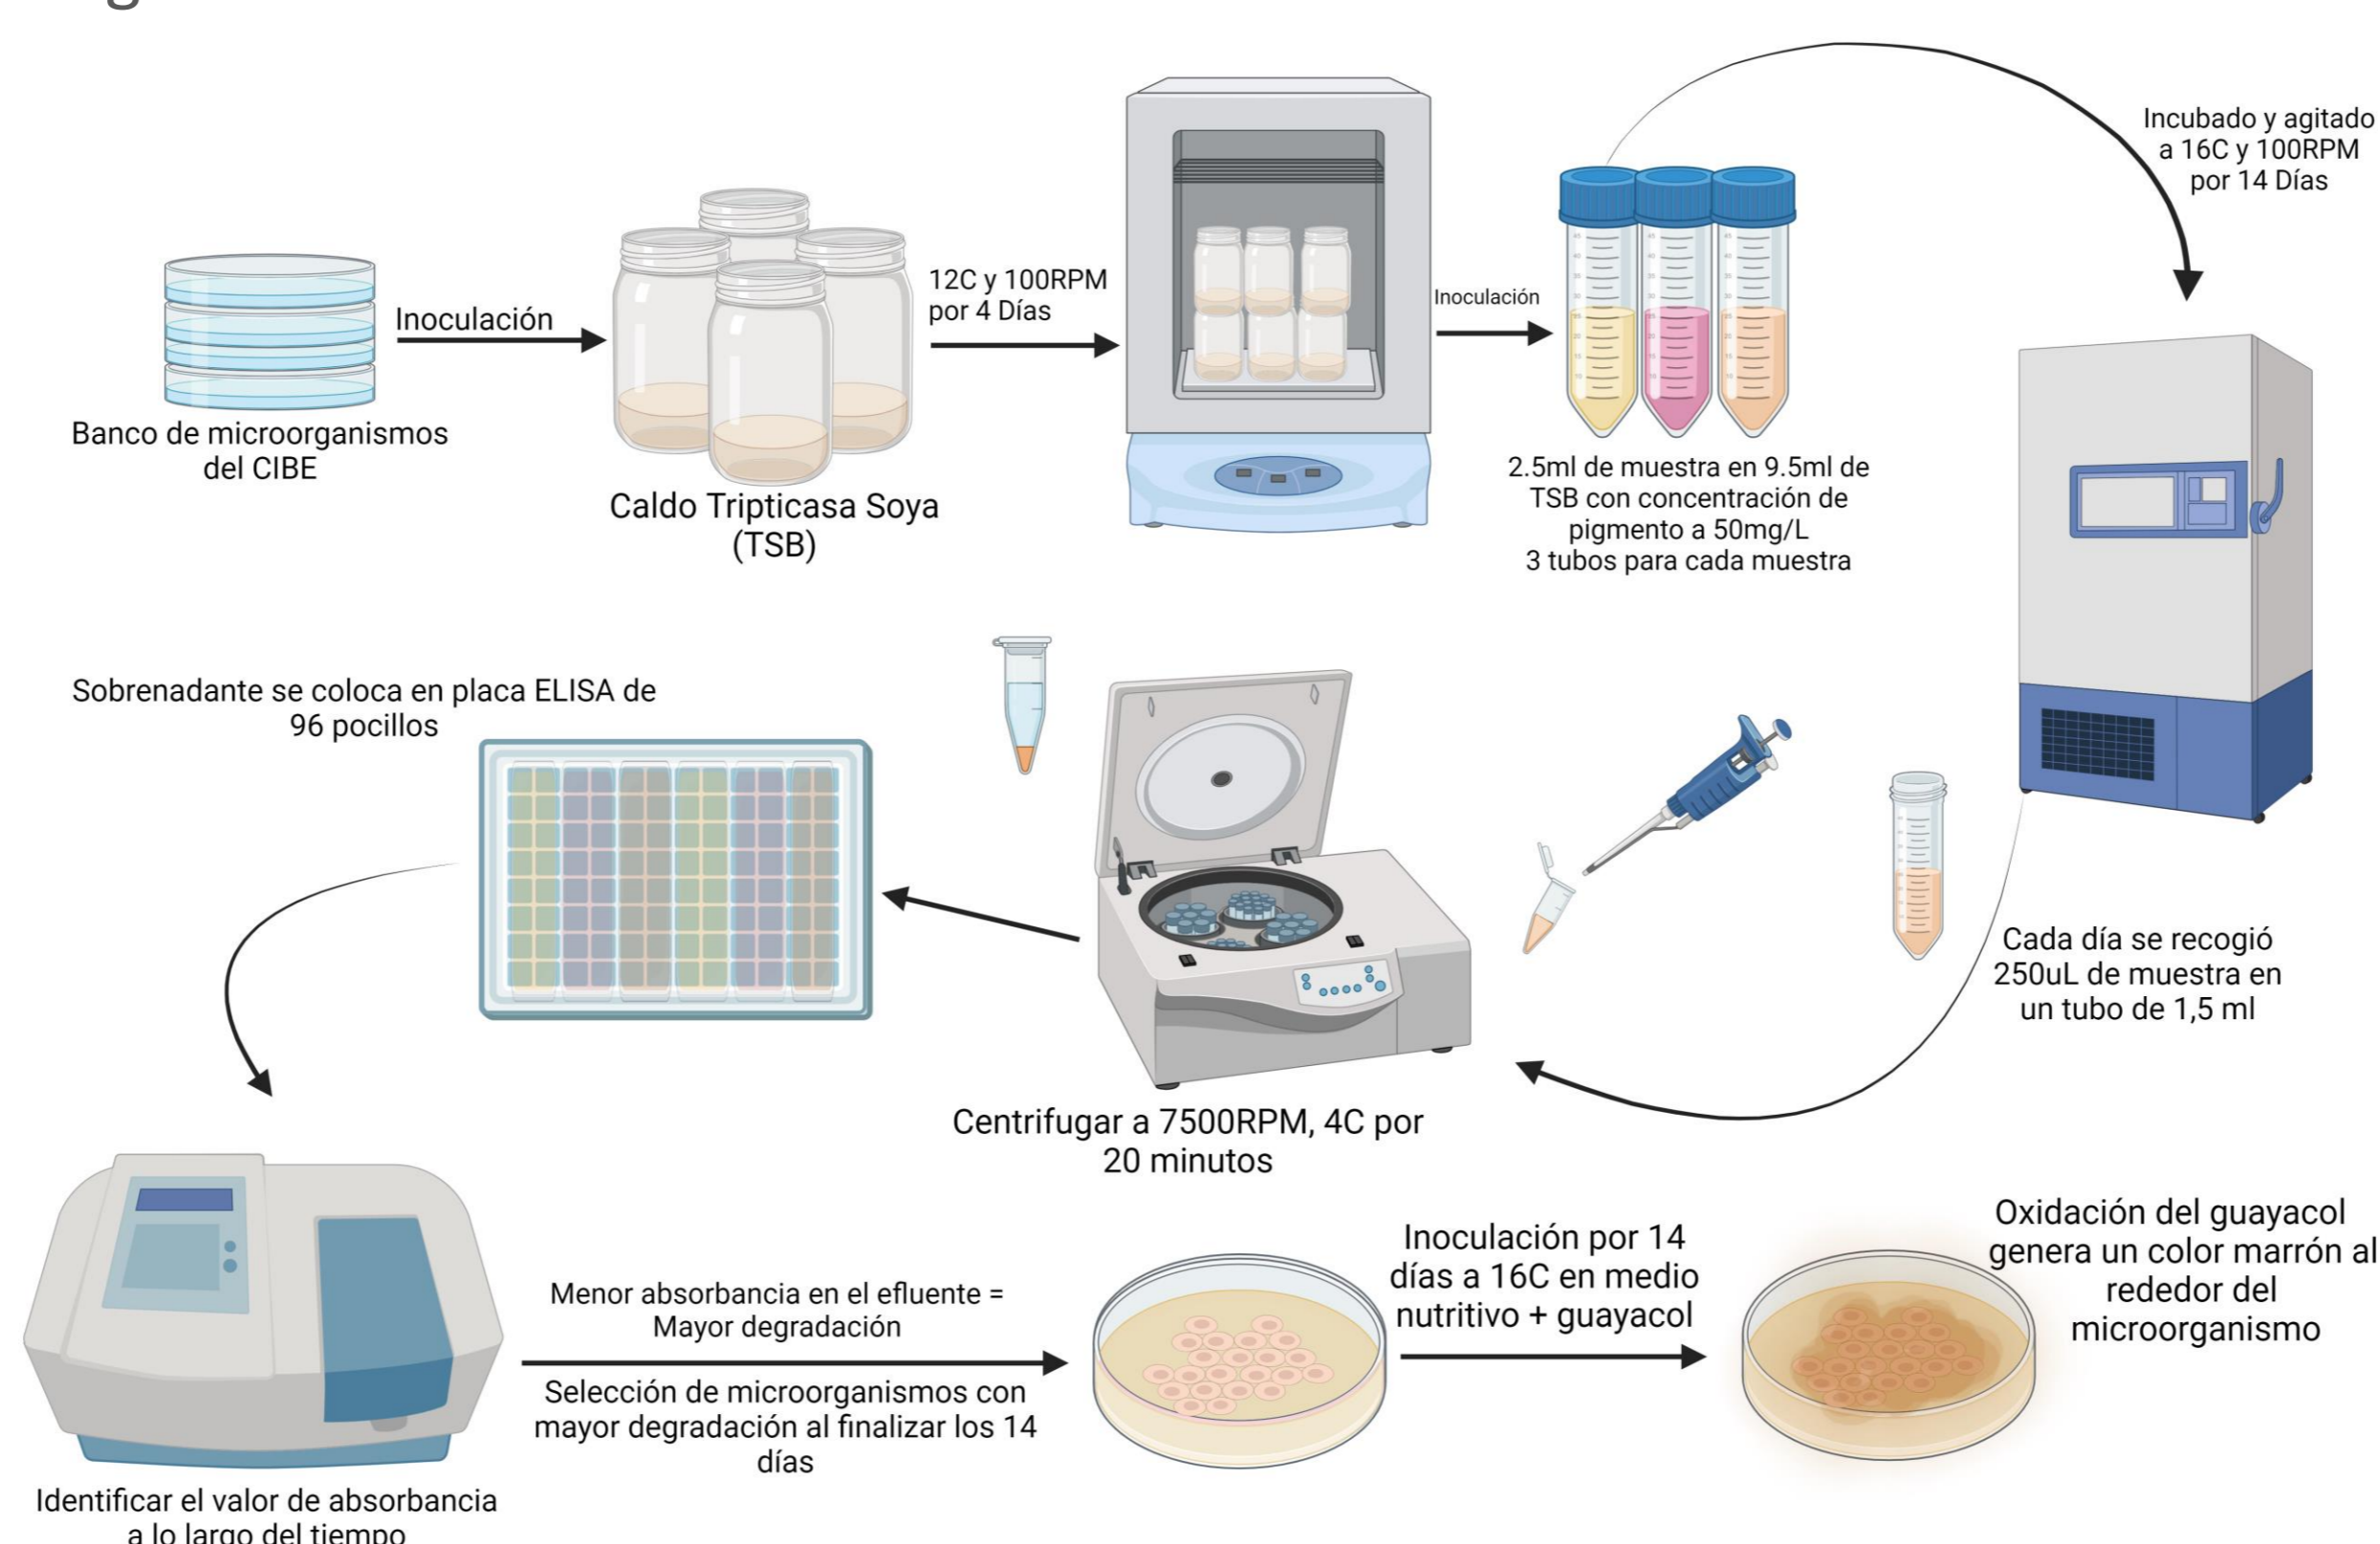 Banco de microorganismos
del CIBE
Inoculación
Caldo Tripticasa Soya
(TSB)
12C y 100RPM
por 4 Días
Inoculación
2.5ml de muestra en 9.5ml de
TSB con concentración de
pigmento a 50mg/L
3 tubos para cada muestra
Incubado y agitado
a 16C y 100RPM
por 14 Días
Cada día se recogió
250uL de muestra en
un tubo de 1,5 ml
Centrifugar a 7500RPM, 4C por
20 minutos
Sobrenadante se coloca en placa ELISA de
96 pocillos
Identificar el valor de absorbancia
a lo largo del tiempo
Menor absorbancia en el efluente =
Mayor degradación
Selección de microorganismos con
mayor degradación al finalizar los 14
días
Inoculación por 14
días a 16C en medio
nutritivo + guayacol
Oxidación del guayacol
genera un color marrón al
rededor del
microorganismo